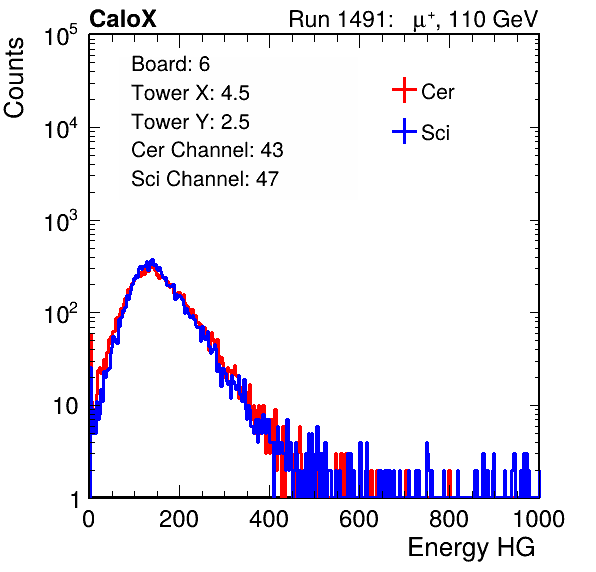 CaloX Run 1491: μ⁺, 110 GeV
Counts
Board: 6
Tower X: 4.5
Tower Y: 2.5
Cer Channel: 43
Sci Channel: 47
Cer
Sci
10⁵
10⁴
10³
10²
10
1
0 200 400 600 800 1000
Energy HG